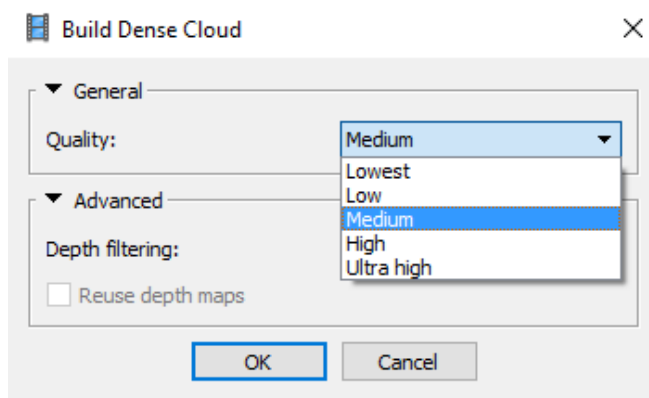 Build Dense Cloud
General
Quality:
Medium
Lowest
Low
Medium
High
Ultra high
Advanced
Depth filtering:
Reuse depth maps
OK
Cancel